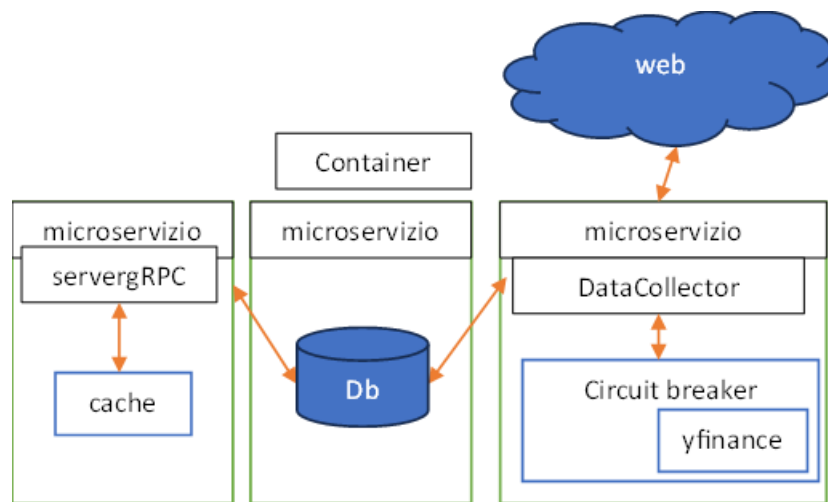 web
Container
microservizio
microservizio
microservizio
servergRPC
DataCollector
Db
cache
Circuit breaker
yfinance